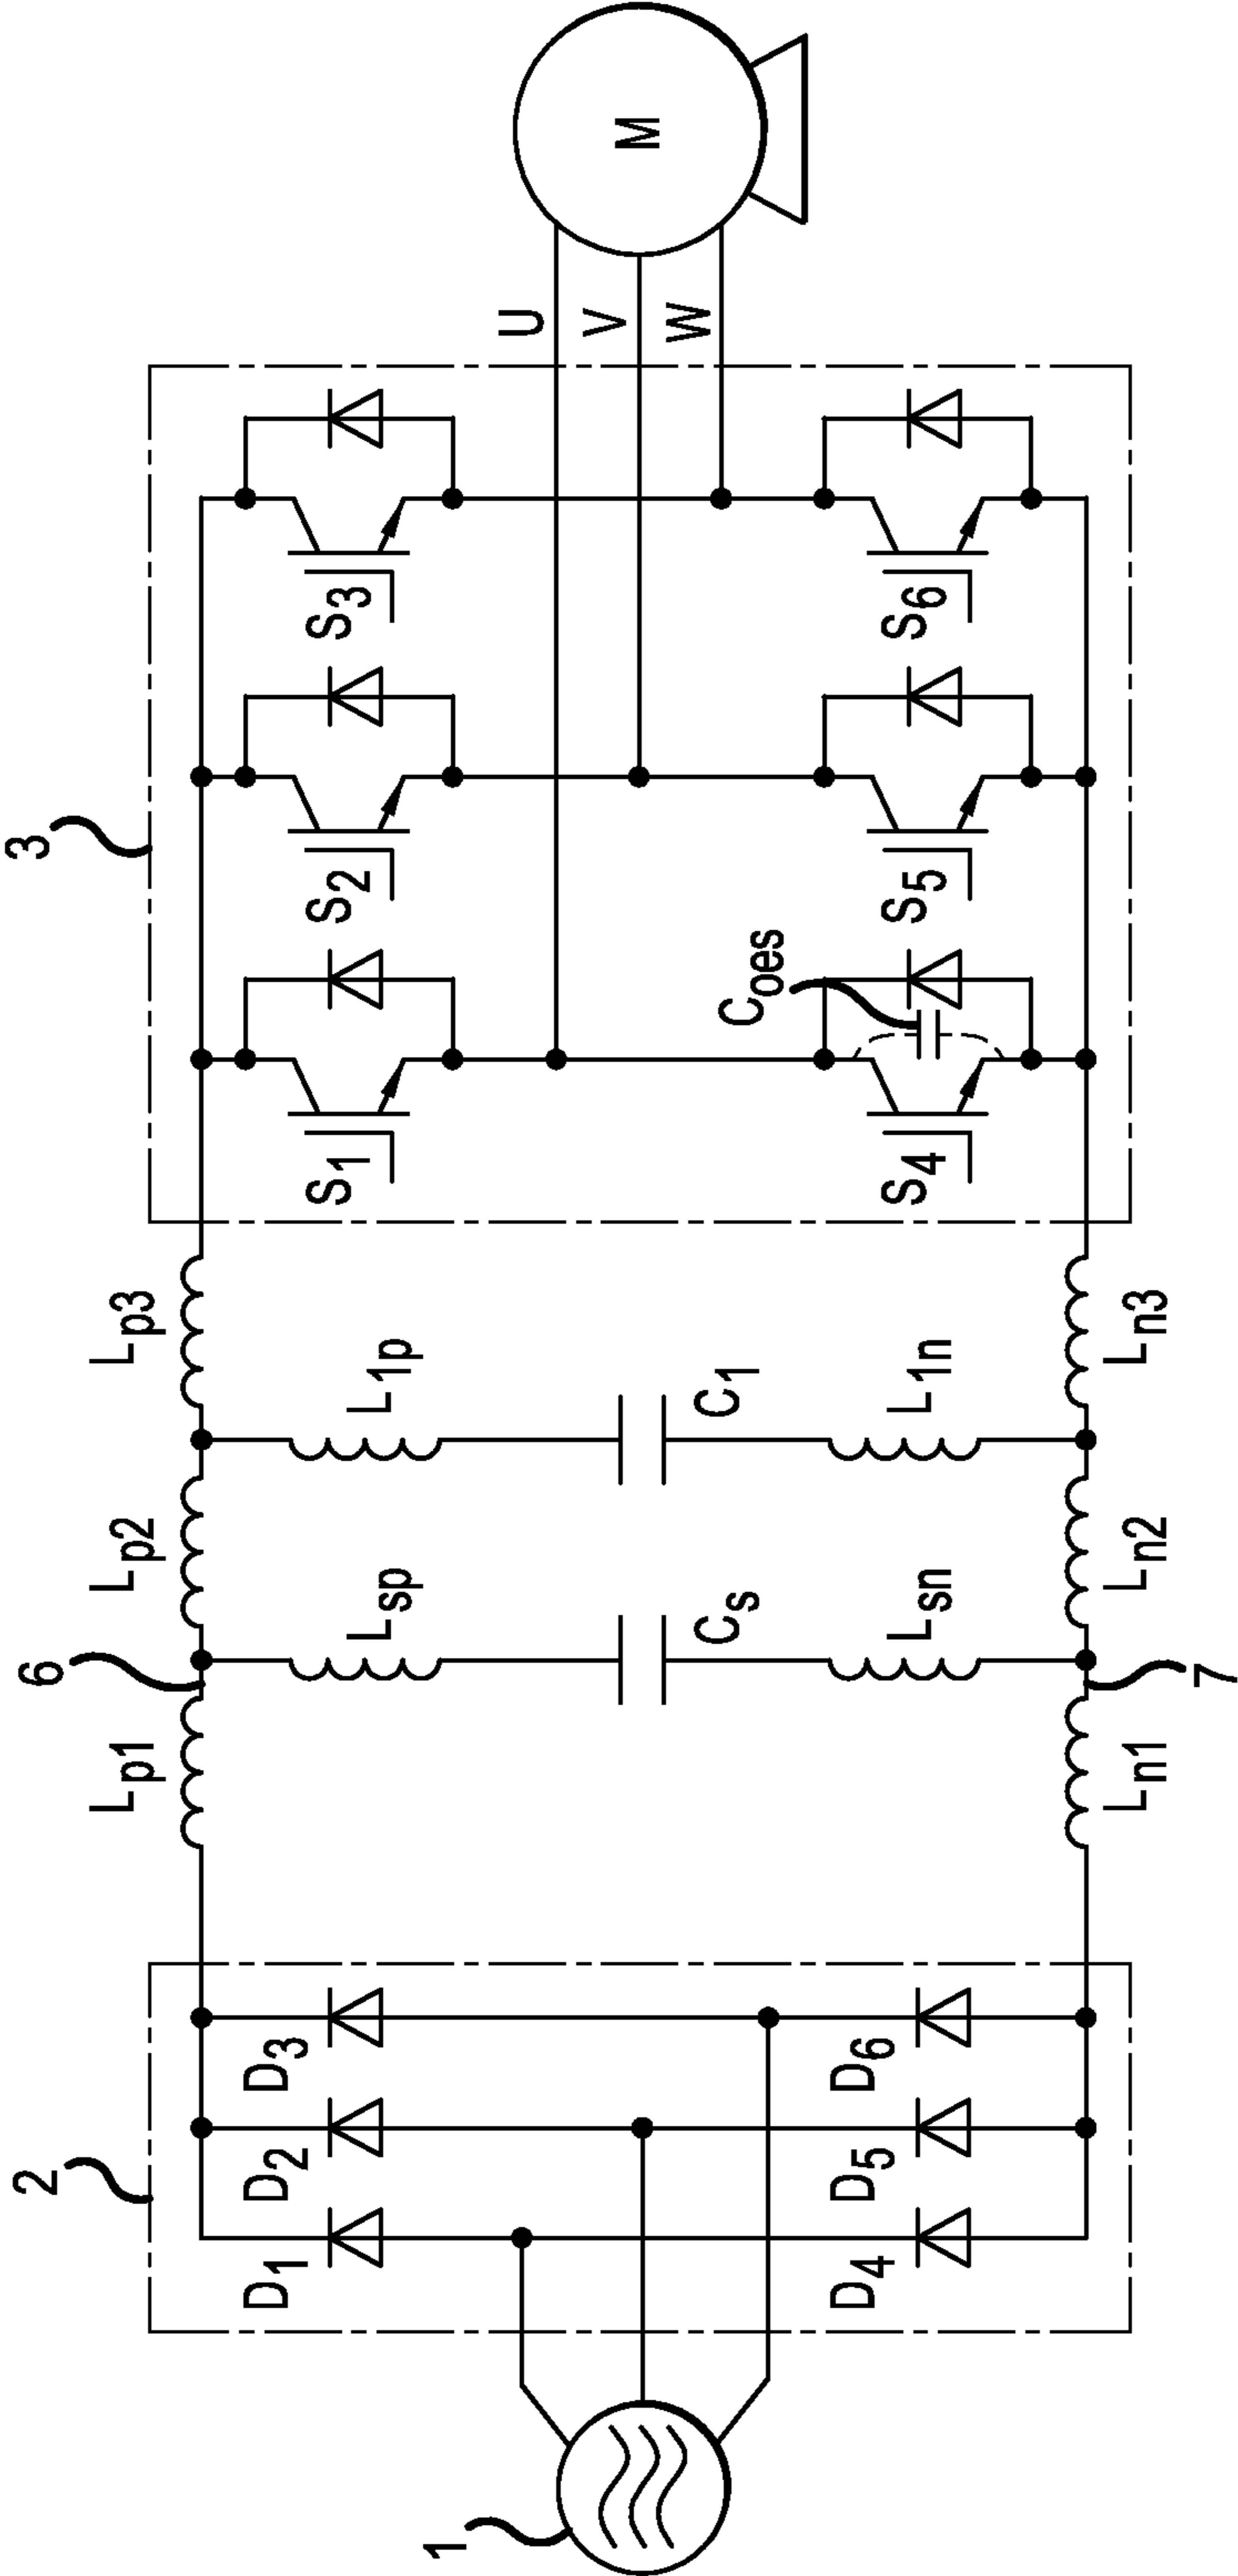 1
2
D1
D2
D3
D4
D5
D6
Lp1
6
Lp2
Lp3
Lsp
L1p
Cs
C1
Lsn
L1n
Ln1
7
Ln2
Ln3
3
S1
S2
S3
Coes
S4
S5
S6
U
V
W
M